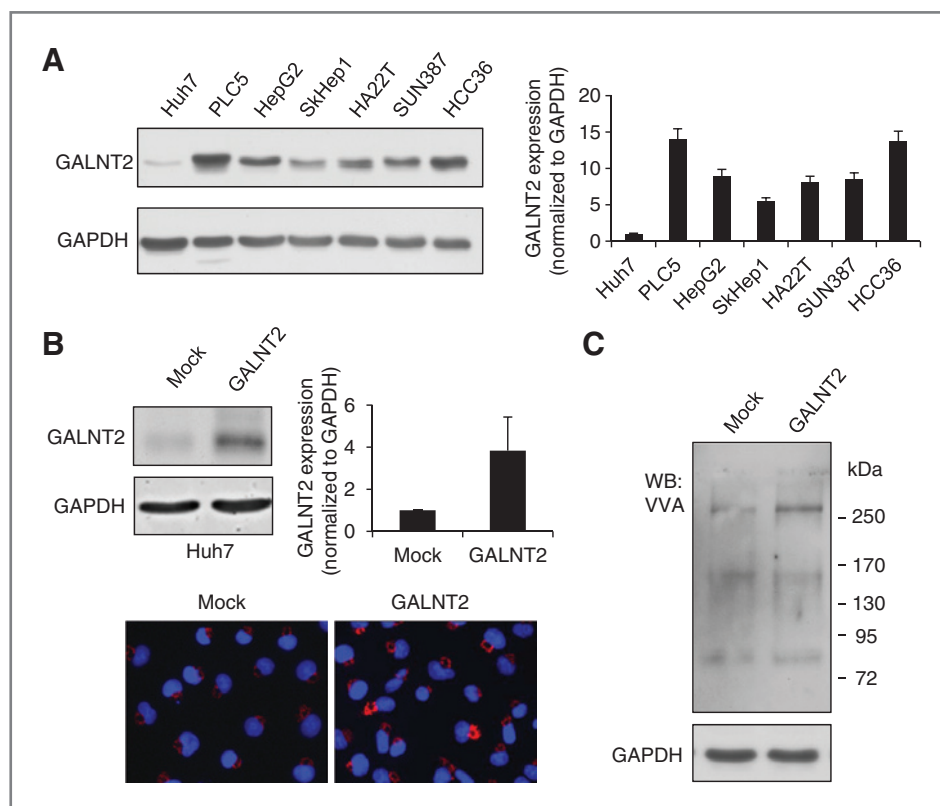 A
Huh7 PLC5 HepG2 SkHep1 HA22T SUN387 HCC36
GALNT2
GAPDH
GALNT2 expression
(normalized to GAPDH)
20
15
10
5
0
Huh7 PLC5 HepG2 SkHep1 HA22T SUN387 HCC36
B
Mock GALNT2
GALNT2
GAPDH
Huh7
GALNT2 expression
(normalized to GAPDH)
6
4
2
0
Mock GALNT2
Mock GALNT2
C
Mock GALNT2
WB:
VVA
kDa
- 250
- 170
- 130
- 95
- 72
GAPDH